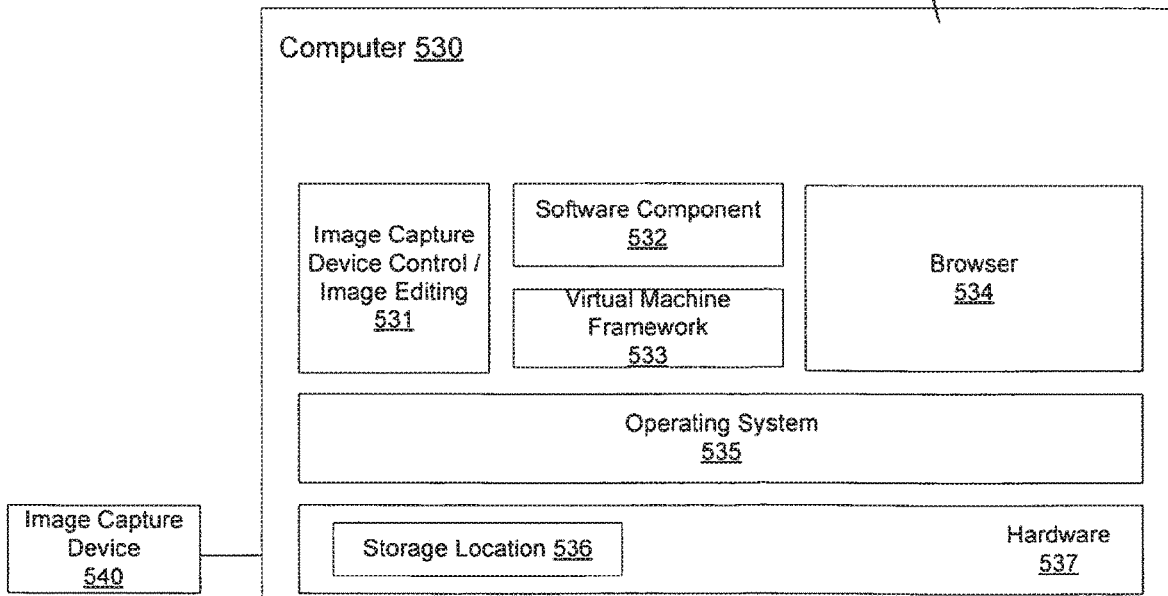 Computer 530
Image Capture
Device Control /
Image Editing
531
Software Component
532
Virtual Machine
Framework
533
Browser
534
Operating System
535
Image Capture
Device
540
Storage Location 536
Hardware
537